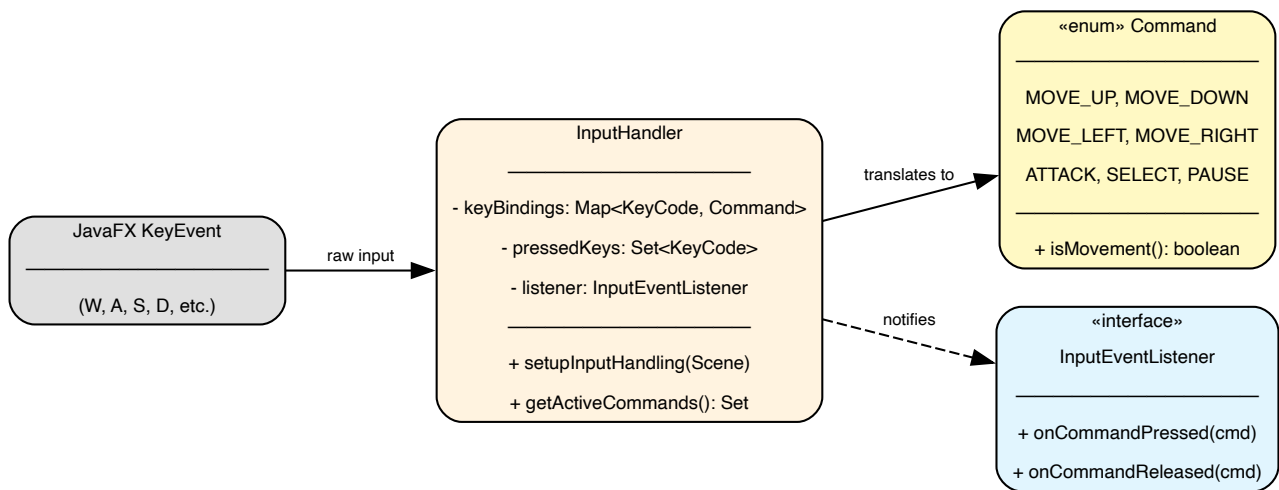 JavaFX KeyEvent
(W, A, S, D, etc.)
raw input
InputHandler
- keyBindings: Map<KeyCode, Command>
- pressedKeys: Set<KeyCode>
- listener: InputEventListener
+ setupInputHandling(Scene)
+ getActiveCommands(): Set
translates to
«enum» Command
MOVE_UP, MOVE_DOWN
MOVE_LEFT, MOVE_RIGHT
ATTACK, SELECT, PAUSE
+ isMovement(): boolean
notifies
«interface»
InputEventListener
+ onCommandPressed(cmd)
+ onCommandReleased(cmd)